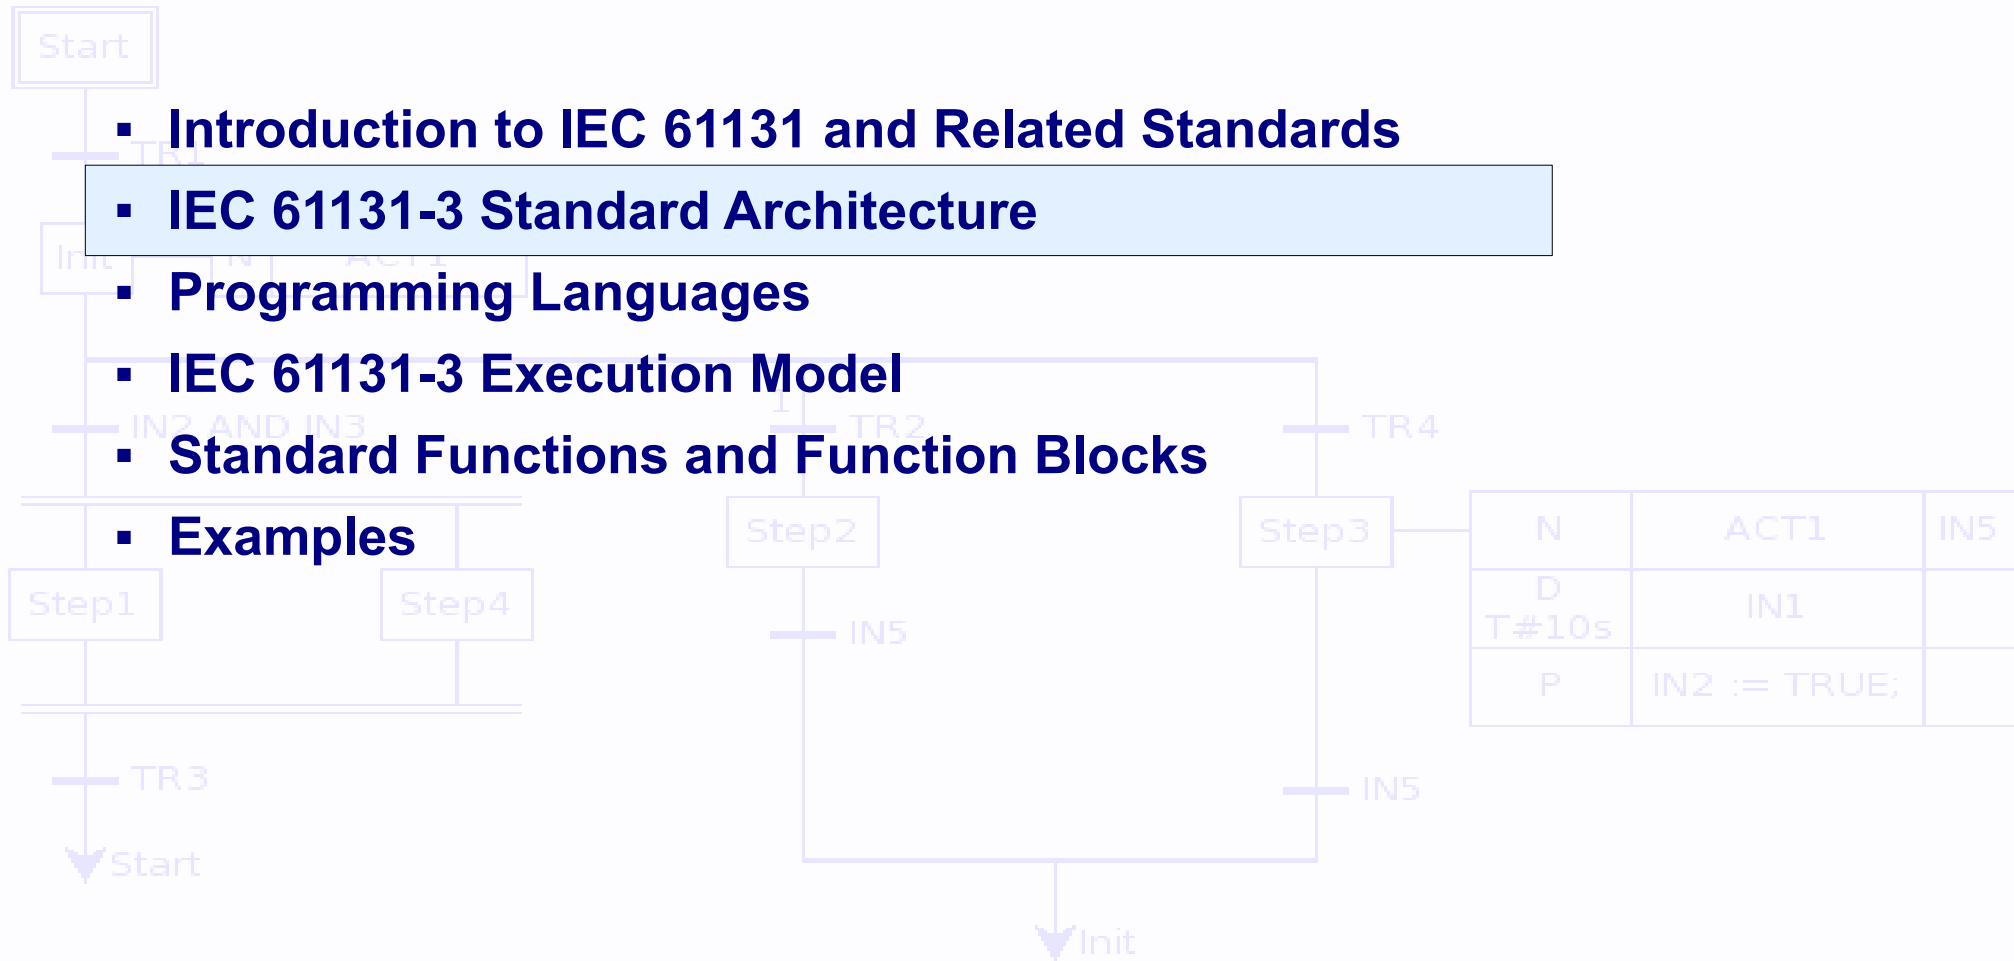 Start
▪ Introduction to IEC 61131 and Related Standards
TR1
▪ IEC 61131-3 Standard Architecture
Init N ACT1
▪ Programming Languages
▪ IEC 61131-3 Execution Model
1
IN2 AND IN3 TR2 TR4
▪ Standard Functions and Function Blocks
Step2 Step3 N ACT1 IN5
▪ Examples
Step1 Step4 D T#10s IN1
IN5
P IN2 := TRUE;
TR3 IN5
Start
Init